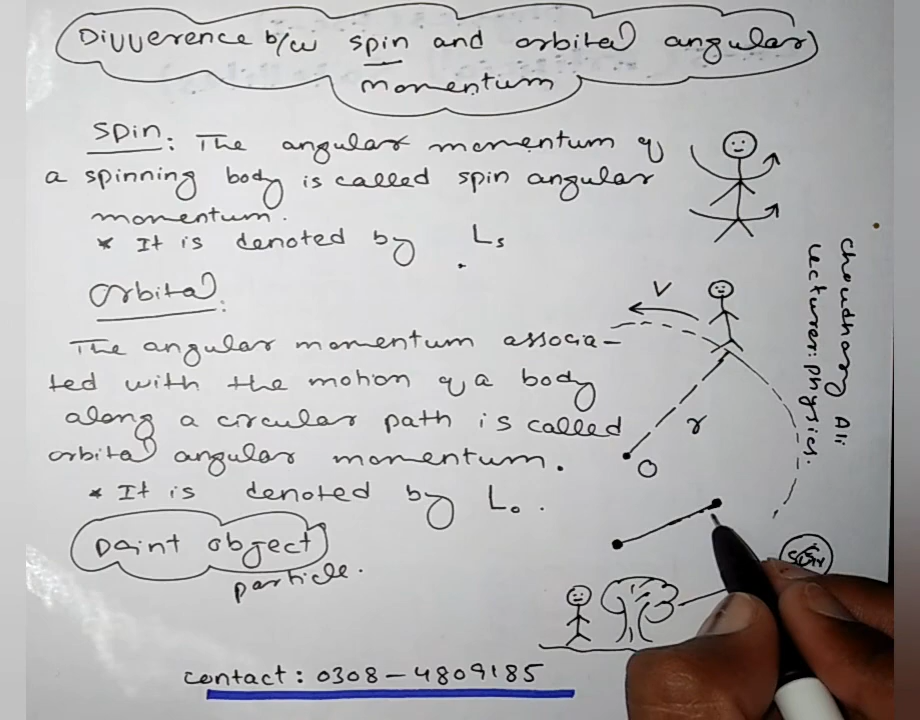 Divverence b/w spin and orbital angular
momentum
Spin: The angular momentum of
a spinning body is called spin angular
momentum.
* It is denoted by Ls
Orbital:
The angular momentum associa-
ted with the motion of a body
along a circular path is called
orbital angular momentum.
* It is denoted by Lo.
Point object
particle.
V
r
O
Choudhary Ali
Lecturer: physics.
contact: 0308-4809185